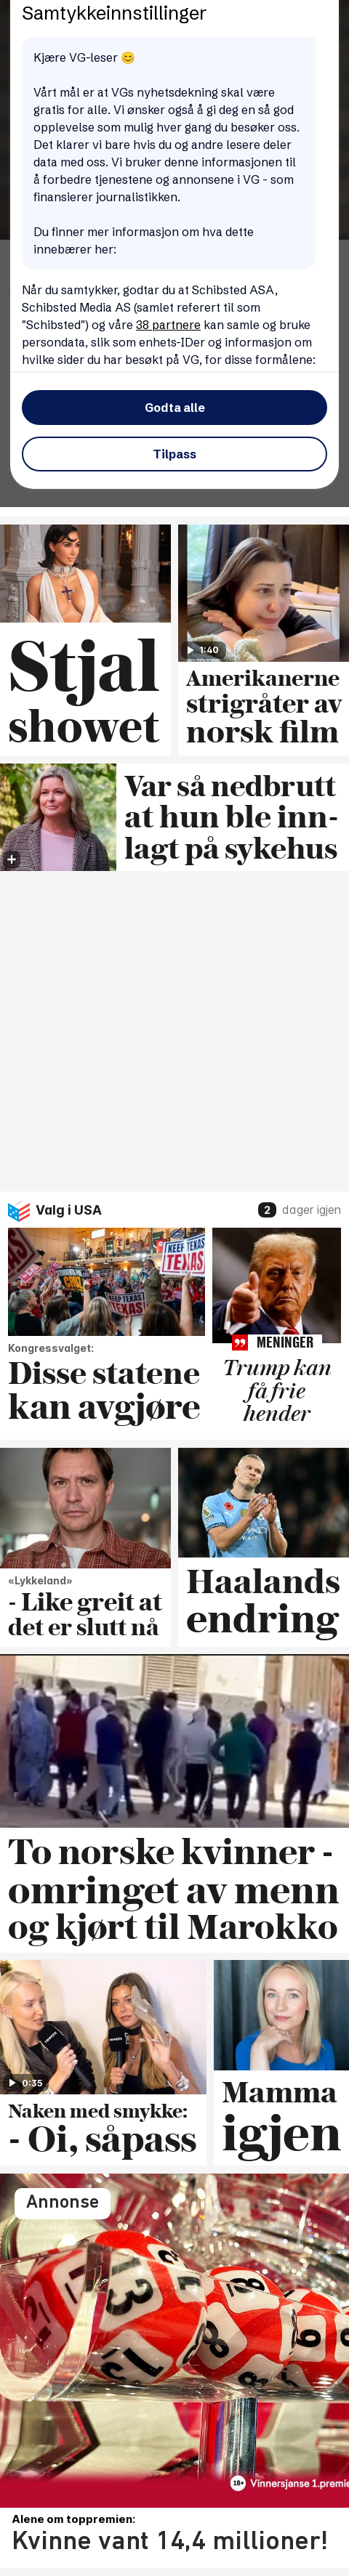 Samtykkeinnstillinger
Kjære VG-leser 😊
Vårt mål er at VGs nyhetsdekning skal være
gratis for alle. Vi ønsker også å gi deg en så god
opplevelse som mulig hver gang du besøker oss.
Det klarer vi bare hvis du og andre lesere deler
data med oss. Vi bruker denne informasjonen til
å forbedre tjenestene og annonsene i VG - som
finansierer journalistikken.
Du finner mer informasjon om hva dette
innebærer her:
Når du samtykker, godtar du at Schibsted ASA,
Schibsted Media AS (samlet referert til som
"Schibsted") og våre 38 partnere kan samle og bruke
persondata, slik som enhets-IDer og informasjon om
hvilke sider du har besøkt på VG, for disse formålene:
Godta alle
Tilpass
Stjal
showet
1:40
Amerikanerne
strigråter av
norsk film
Var så nedbrutt
at hun ble inn-
lagt på sykehus
Valg i USA
2 dager igjen
KEEP TEXAS
KEEP
TEXAS
Kongressvalget:
Disse statene
kan avgjøre
MENINGER
Trump kan
få frie
hender
«Lykkeland»
- Like greit at
det er slutt nå
Haalands
endring
To norske kvinner -
omringet av menn
og kjørt til Marokko
0:35
Naken med smykke:
- Oi, såpass
Mamma
igjen
Annonse
18+ Vinnersjanse 1.premie
Alene om toppremien:
Kvinne vant 14,4 millioner!